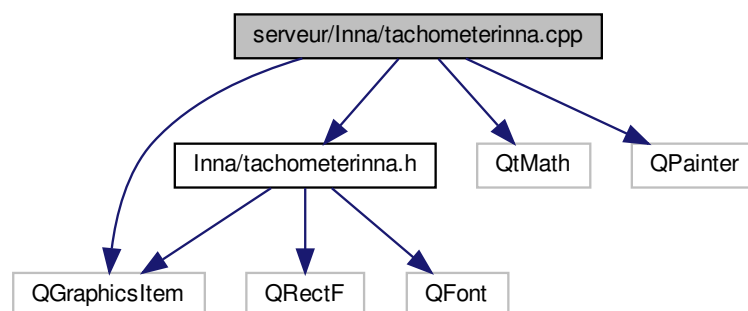 serveur/Inna/tachometerinna.cpp
Inna/tachometerinna.h
QtMath
QPainter
QGraphicsItem
QRectF
QFont